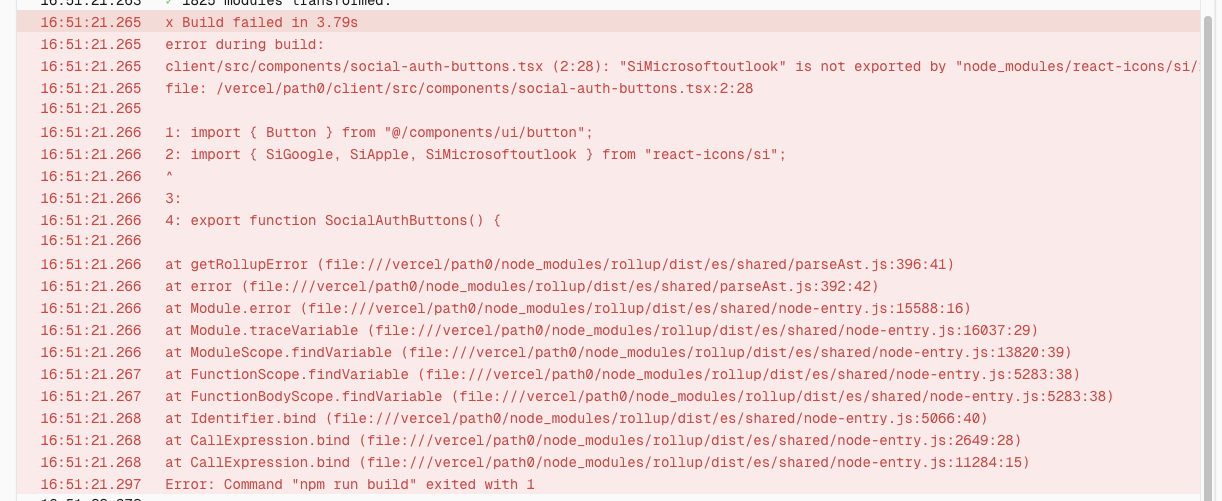 16:51:21.263 ✓ 1825 modules transformed.
16:51:21.265 x Build failed in 3.79s
16:51:21.265 error during build:
16:51:21.265 client/src/components/social-auth-buttons.tsx (2:28): "SiMicrosoftoutlook" is not exported by "node_modules/react-icons/si/
16:51:21.265 file: /vercel/path0/client/src/components/social-auth-buttons.tsx:2:28
16:51:21.265
16:51:21.266 1: import { Button } from "@/components/ui/button";
16:51:21.266 2: import { SiGoogle, SiApple, SiMicrosoftoutlook } from "react-icons/si";
16:51:21.266 ^
16:51:21.266 3:
16:51:21.266 4: export function SocialAuthButtons() {
16:51:21.266
16:51:21.266 at getRollupError (file:///vercel/path0/node_modules/rollup/dist/es/shared/parseAst.js:396:41)
16:51:21.266 at error (file:///vercel/path0/node_modules/rollup/dist/es/shared/parseAst.js:392:42)
16:51:21.266 at Module.error (file:///vercel/path0/node_modules/rollup/dist/es/shared/node-entry.js:15588:16)
16:51:21.266 at Module.traceVariable (file:///vercel/path0/node_modules/rollup/dist/es/shared/node-entry.js:16037:29)
16:51:21.266 at ModuleScope.findVariable (file:///vercel/path0/node_modules/rollup/dist/es/shared/node-entry.js:13820:39)
16:51:21.267 at FunctionScope.findVariable (file:///vercel/path0/node_modules/rollup/dist/es/shared/node-entry.js:5283:38)
16:51:21.267 at FunctionBodyScope.findVariable (file:///vercel/path0/node_modules/rollup/dist/es/shared/node-entry.js:5283:38)
16:51:21.268 at Identifier.bind (file:///vercel/path0/node_modules/rollup/dist/es/shared/node-entry.js:5066:40)
16:51:21.268 at CallExpression.bind (file:///vercel/path0/node_modules/rollup/dist/es/shared/node-entry.js:2649:28)
16:51:21.268 at CallExpression.bind (file:///vercel/path0/node_modules/rollup/dist/es/shared/node-entry.js:11284:15)
16:51:21.297 Error: Command "npm run build" exited with 1